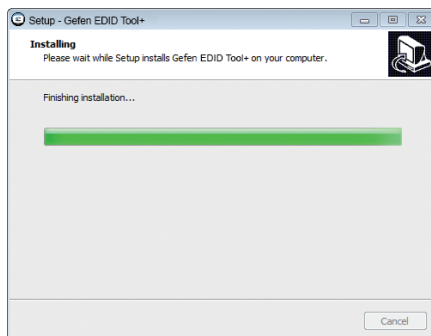 Setup - Gefen EDID Tool+
Installing
Please wait while Setup installs Gefen EDID Tool+ on your computer.
Finishing installation...
Cancel